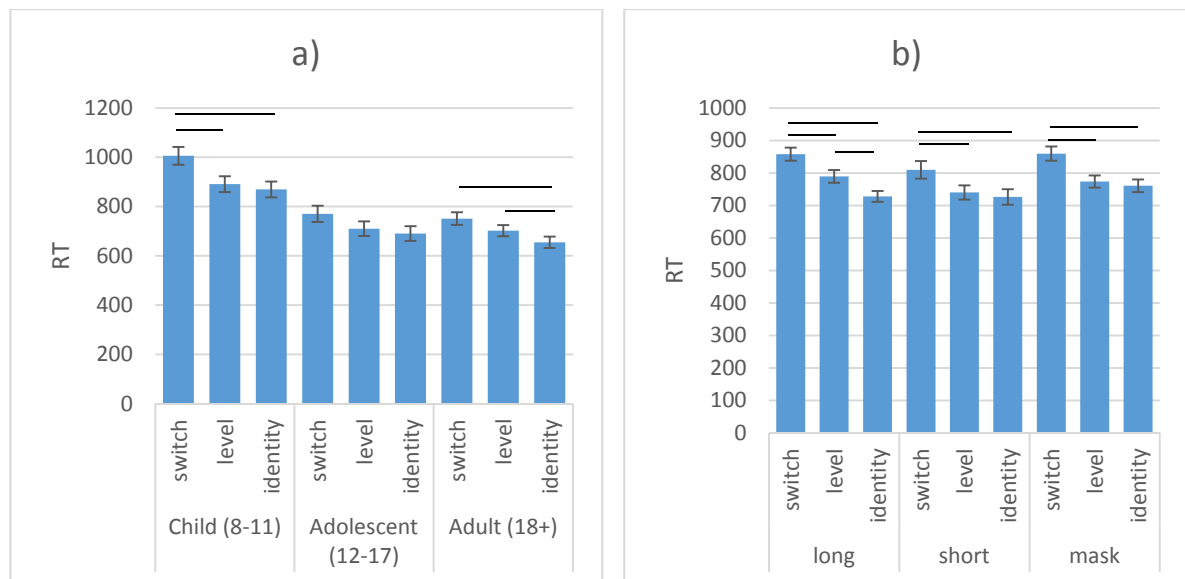 a)
1200
1000
800
600
400
200
0
RT
switch
level
identity
switch
level
identity
switch
level
identity
Child (8-11)
Adolescent
(12-17)
Adult (18+)
b)
1000
900
800
700
600
500
400
300
200
100
0
RT
switch
level
identity
switch
level
identity
switch
level
identity
long
short
mask